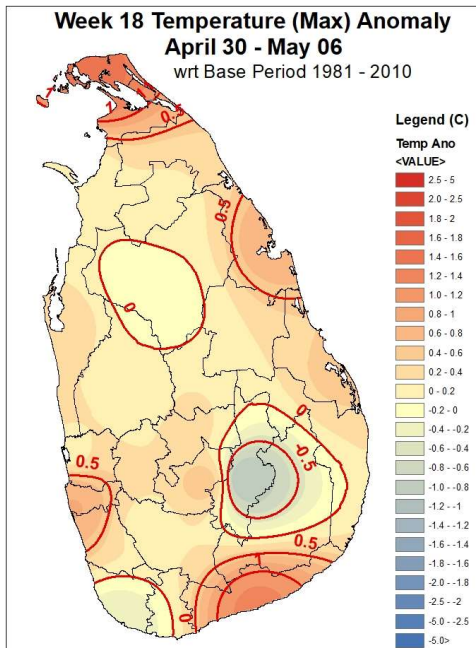 Week 18 Temperature (Max) Anomaly
April 30 - May 06
wrt Base Period 1981 - 2010
Legend (C)
Temp Ano
<VALUE>
2.5 - 5
2.0 - 2.5
1.8 - 2
1.6 - 1.8
1.4 - 1.6
1.2 - 1.4
1.0 - 1.2
0.8 - 1
0.6 - 0.8
0.4 - 0.6
0.2 - 0.4
0 - 0.2
-0.2 - 0
-0.4 - -0.2
-0.6 - -0.4
-0.8 - -0.6
-1.0 - -0.8
-1.2 - -1
-1.4 - -1.2
-1.6 - -1.4
-1.8 - -1.6
-2.0 - -1.8
-2.5 - -2
-5.0 - -2.5
-5.0>
1
1
1
0.5
0.5
0
0
-0.5
0.5
0.5
1
0